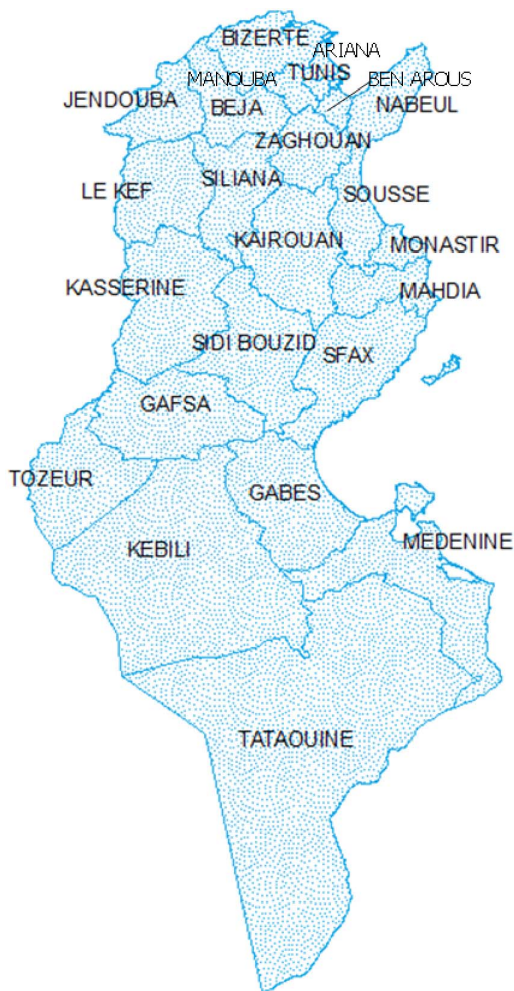 BIZERTE
ARIANA
MANOUBA
TUNIS
BEN AROUS
JENDOUBA
BEJA
NABEUL
ZAGHOUAN
SILIANA
LE KEF
SOUSSE
KAIROUAN
MONASTIR
KASSERINE
MAHDIA
SIDI BOUZID
SFAX
GAFSA
TOZEUR
GABES
KEBILI
MEDENINE
TATAOUINE